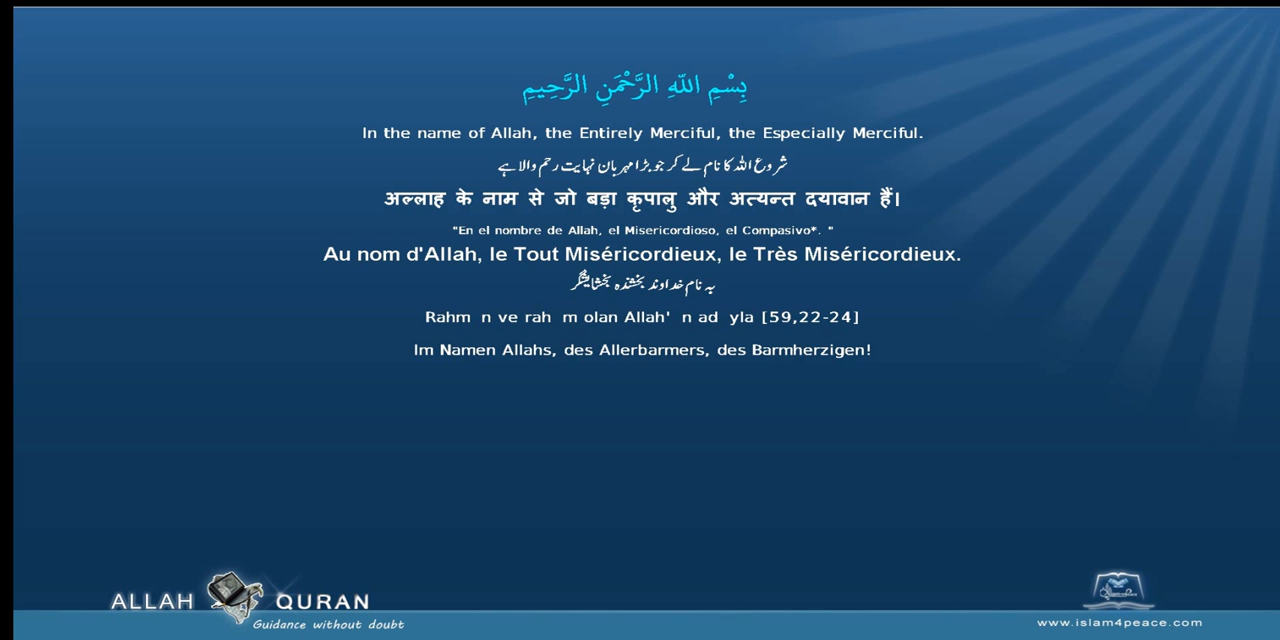 بِسْمِ اللَّهِ الرَّحْمَنِ الرَّحِيمِ
In the name of Allah, the Entirely Merciful, the Especially Merciful.
شروع اللہ کا نام لے کر جو بڑا مہربان نہایت رحم والا ہے
अल्लाह के नाम से जो बड़ा कृपालु और अत्यन्त दयावान हैं।
"En el nombre de Allah, el Misericordioso, el Compasivo*. "
Au nom d'Allah, le Tout Miséricordieux, le Très Miséricordieux.
به نام خداوند بخشنده بخشایشگر
Rahm n ve rah m olan Allah' n ad yla [59,22-24]
Im Namen Allahs, des Allerbarmers, des Barmherzigen!
ALLAH QURAN
Guidance without doubt
www.islam4peace.com